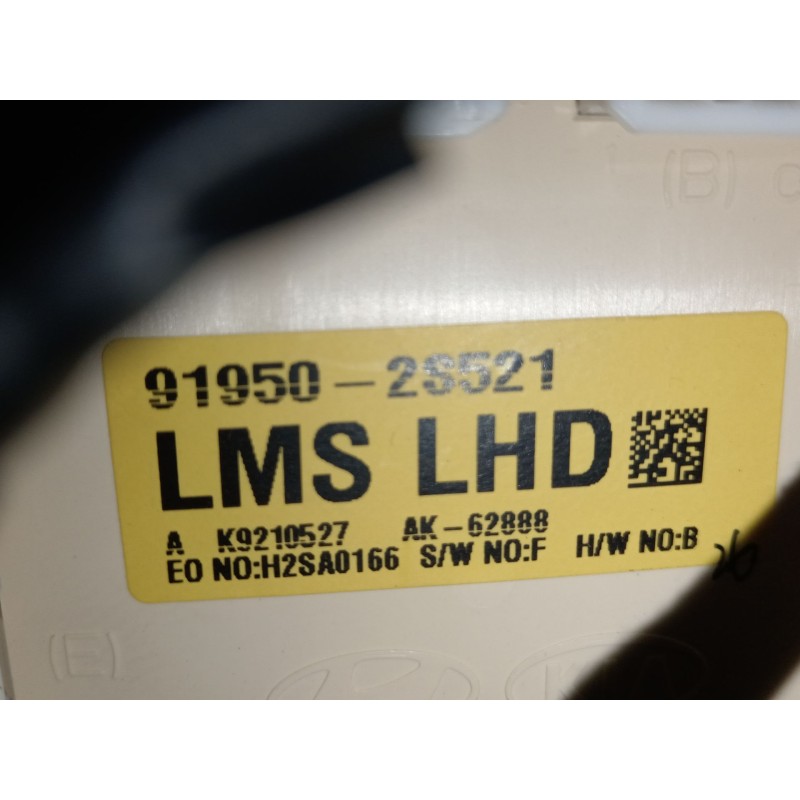 (B)
91950-2S521
LMS LHD
A K9210527 AK-62888
EO NO:H2SA0166 S/W NO:F H/W NO:B
(E)